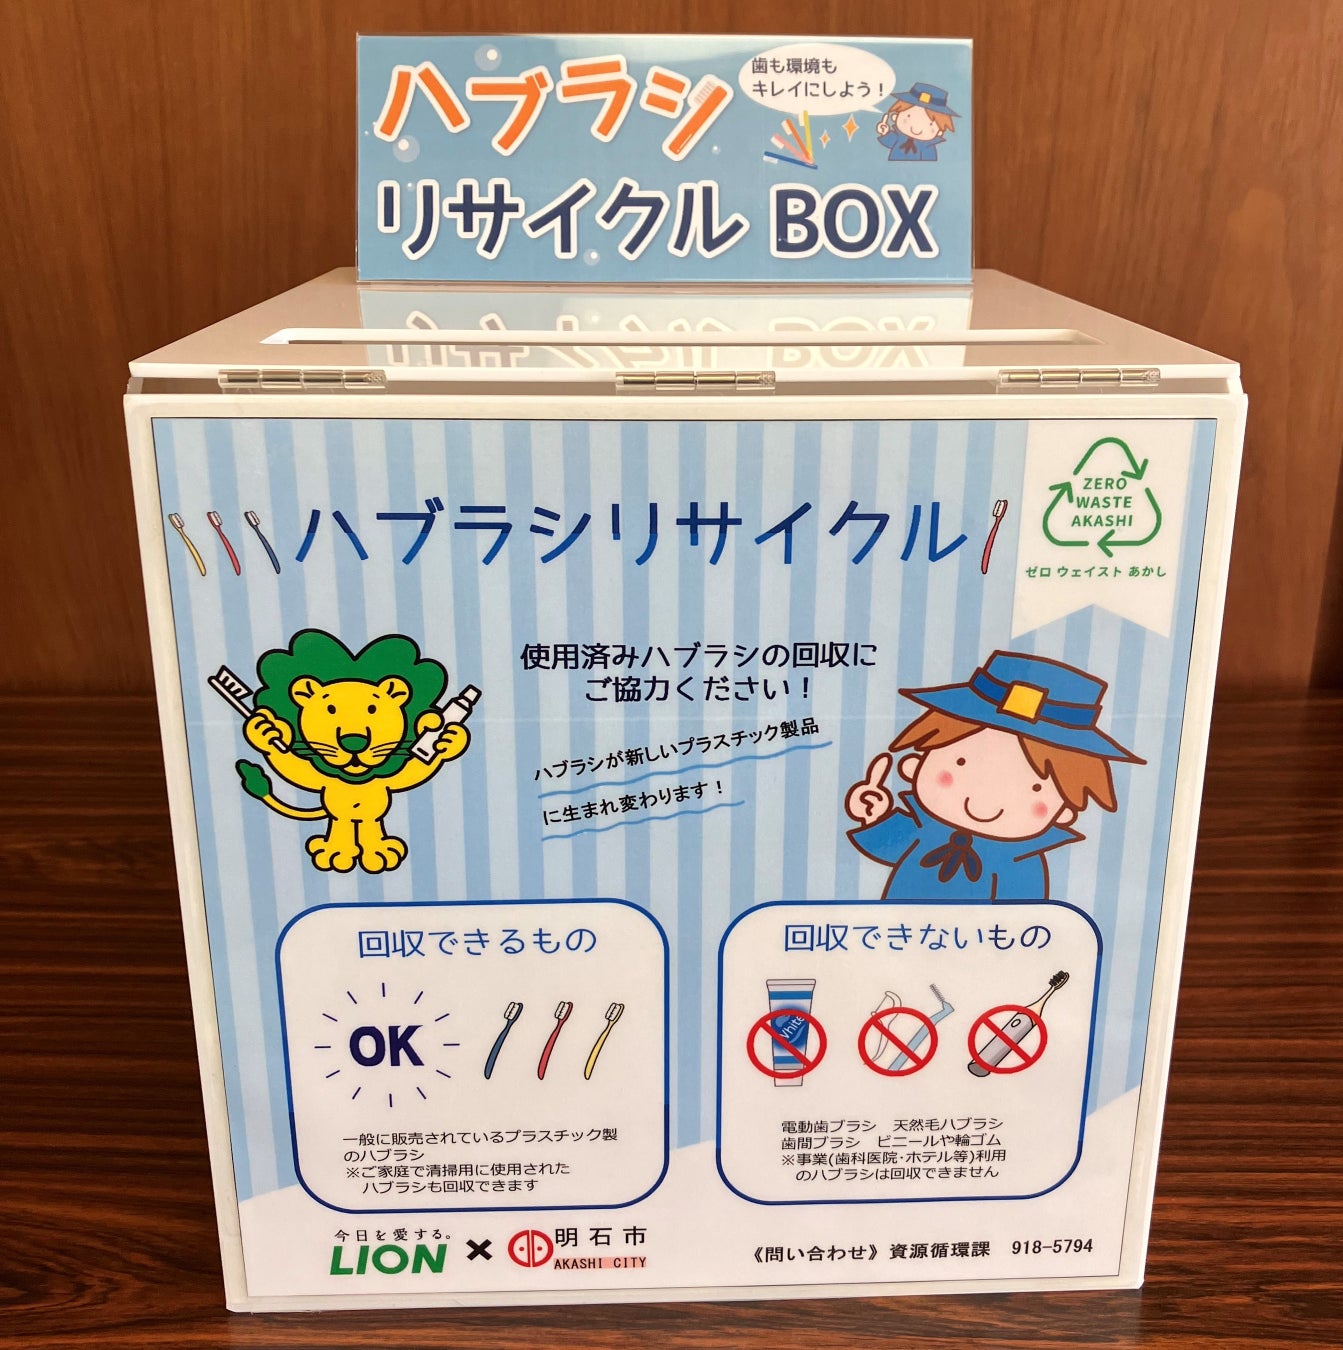 ハブラシ
歯も環境も
キレイにしよう！
リサイクル BOX
ハブラシリサイクル
ZERO
WASTE
AKASHI
ゼロ ウェイスト あかし
使用済みハブラシの回収に
ご協力ください！
ハブラシが新しいプラスチック製品
に生まれ変わります！
回収できるもの
OK
一般に販売されているプラスチック製
のハブラシ
※ご家庭で清掃用に使用された
ハブラシも回収できます
回収できないもの
White
電動歯ブラシ　天然毛ハブラシ
歯間ブラシ　ビニールや輪ゴム
※事業(歯科医院・ホテル等)利用
のハブラシは回収できません
今日を愛する。
LION × 明石市
AKASHI CITY
《問い合わせ》資源循環課　918-5794